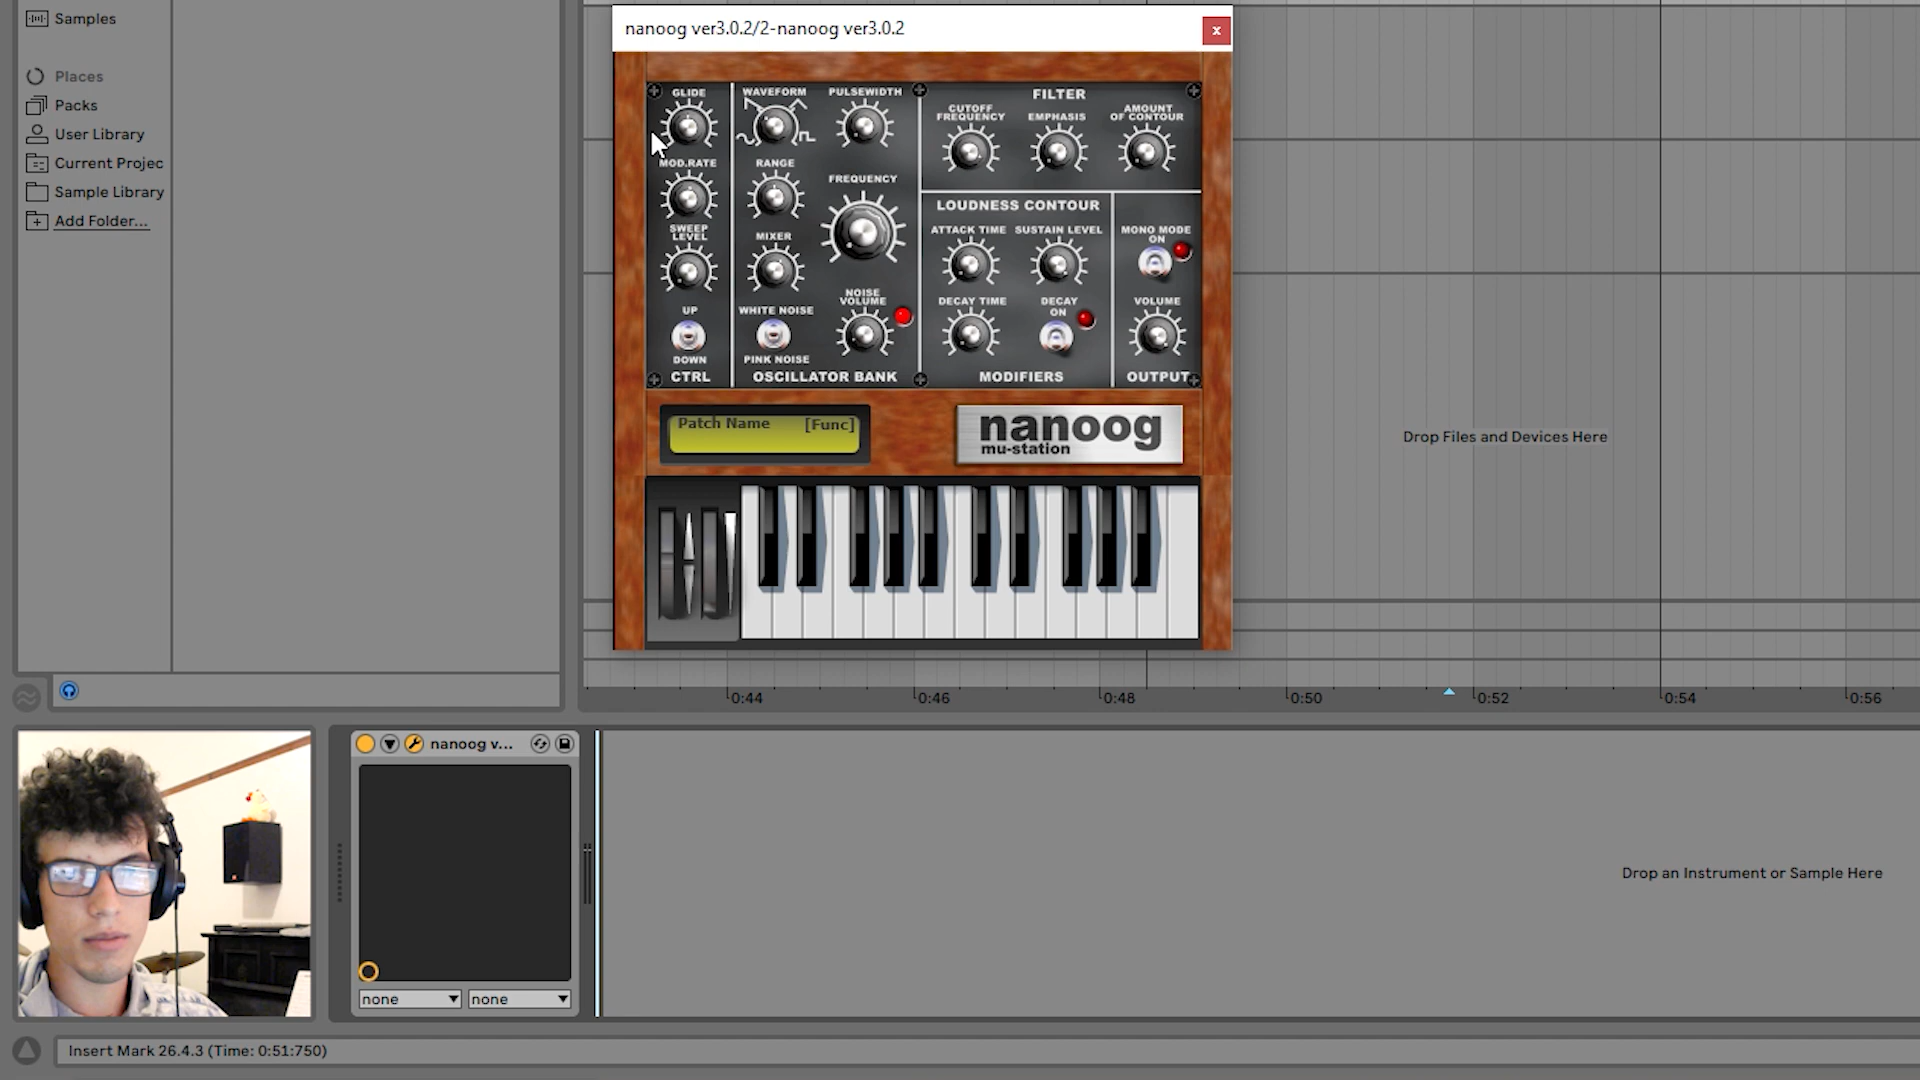 Samples
Places
Packs
User Library
Current Projec
Sample Library
Add Folder...
nanoog ver3.0.2/2-nanoog ver3.0.2
x
GLIDE
WAVEFORM
PULSEWIDTH
FILTER
CUTOFF
FREQUENCY
EMPHASIS
AMOUNT
OF CONTOUR
MOD.RATE
RANGE
FREQUENCY
LOUDNESS CONTOUR
SWEEP
LEVEL
MIXER
ATTACK TIME
SUSTAIN LEVEL
MONO MODE
ON
NOISE
VOLUME
DECAY TIME
DECAY
ON
VOLUME
UP
WHITE NOISE
DOWN
PINK NOISE
CTRL
OSCILLATOR BANK
MODIFIERS
OUTPUT
Patch Name [Func]
nanoog
mu-station
Drop Files and Devices Here
0:44 0:46 0:48 0:50 0:52 0:54 0:56
nanoog v...
none none
Drop an Instrument or Sample Here
Insert Mark 26.4.3 (Time: 0:51:750)